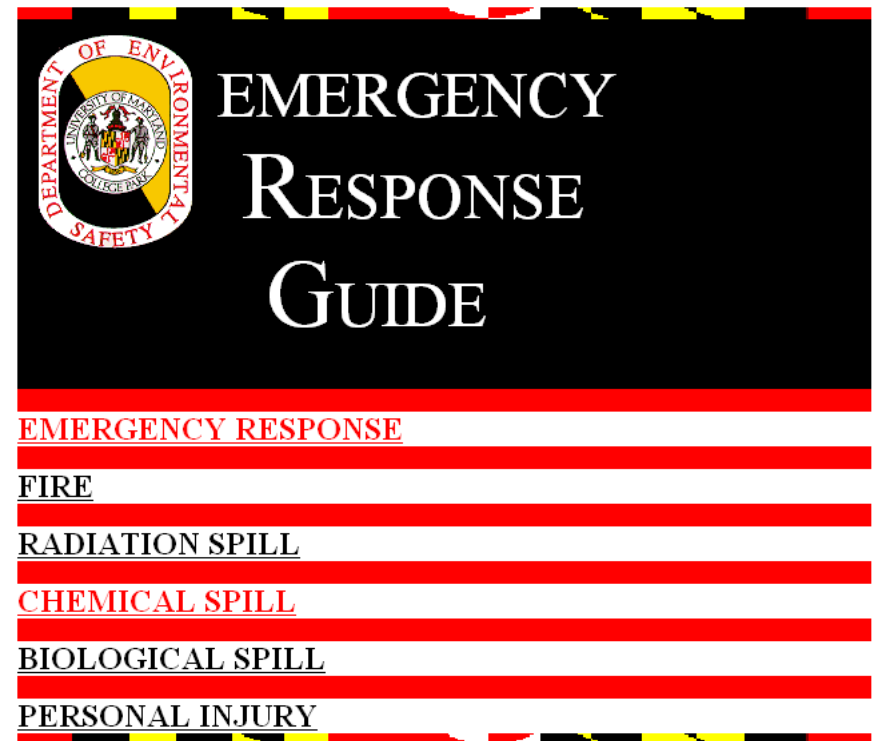 DEPARTMENT OF ENVIRONMENTAL SAFETY
UNIVERSITY OF MARYLAND
COLLEGE PARK
EMERGENCY
RESPONSE
GUIDE
EMERGENCY RESPONSE
FIRE
RADIATION SPILL
CHEMICAL SPILL
BIOLOGICAL SPILL
PERSONAL INJURY